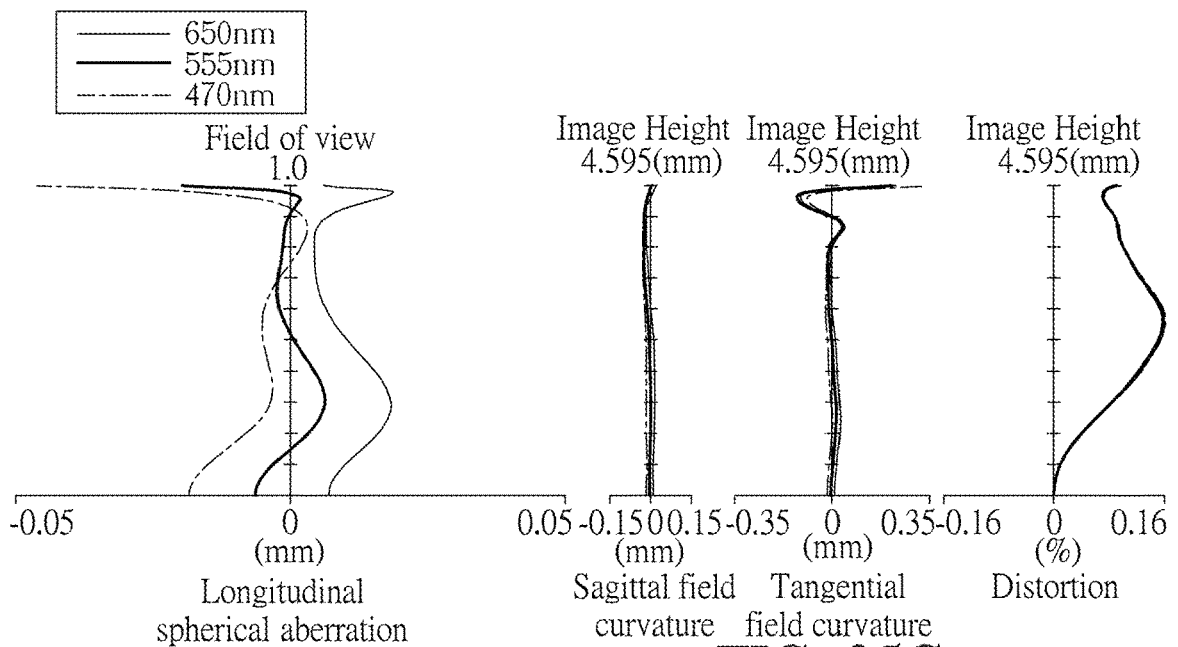 650nm
555nm
470nm
Field of view
1.0
Image Height
4.595(mm)
Image Height
4.595(mm)
Image Height
4.595(mm)
-0.05
0
0.05
(mm)
Longitudinal
spherical aberration
-0.15
0
0.15
(mm)
Sagittal field
curvature
-0.35
0
0.35
(mm)
Tangential
field curvature
-0.16
0
0.16
(%)
Distortion